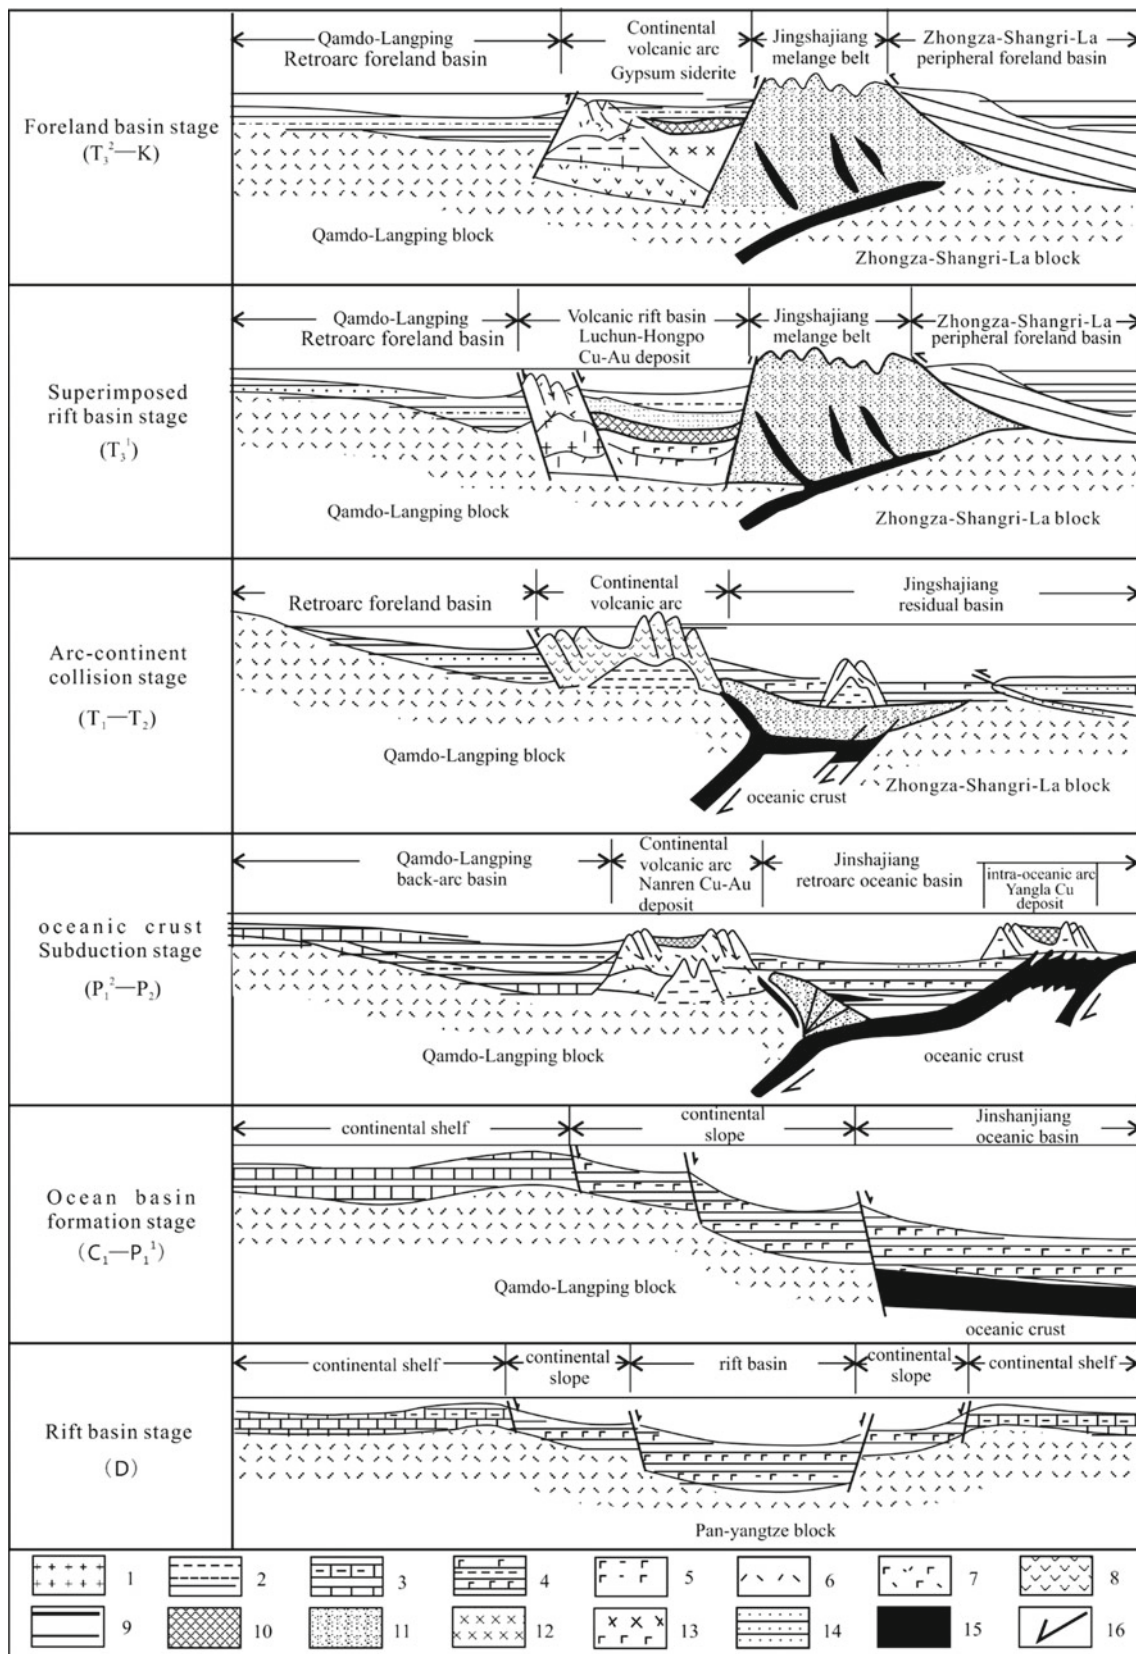 Foreland basin stage
(T₃²—K)
Qamdo-Langping
Retroarc foreland basin
Continental
volcanic arc
Gypsum siderite
Jingshajiang
melange belt
Zhongza-Shangri-La
peripheral foreland basin
Qamdo-Langping block
Zhongza-Shangri-La block
Superimposed
rift basin stage
(T₃¹)
Qamdo-Langping
Retroarc foreland basin
Volcanic rift basin
Luchun-Hongpo
Cu-Au deposit
Jingshajiang
melange belt
Zhongza-Shangri-La
peripheral foreland basin
Qamdo-Langping block
Zhongza-Shangri-La block
Arc-continent
collision stage
(T₁—T₂)
Retroarc foreland basin
Continental
volcanic arc
Jingshajiang
residual basin
Qamdo-Langping block
oceanic crust
Zhongza-Shangri-La block
oceanic crust
Subduction stage
(P₁²—P₂)
Qamdo-Langping
back-arc basin
Continental
volcanic arc
Nanren Cu-Au
deposit
Jinshajiang
retroarc oceanic basin
intra-oceanic arc
Yangla Cu
deposit
Qamdo-Langping block
oceanic crust
Ocean basin
formation stage
(C₁—P₁¹)
continental shelf
continental
slope
Jinshanjiang
oceanic basin
Qamdo-Langping block
oceanic crust
Rift basin stage
(D)
continental shelf
continental
slope
rift basin
continental
slope
continental shelf
Pan-yangtze block
1 2 3 4 5 6 7 8
9 10 11 12 13 14 15 16